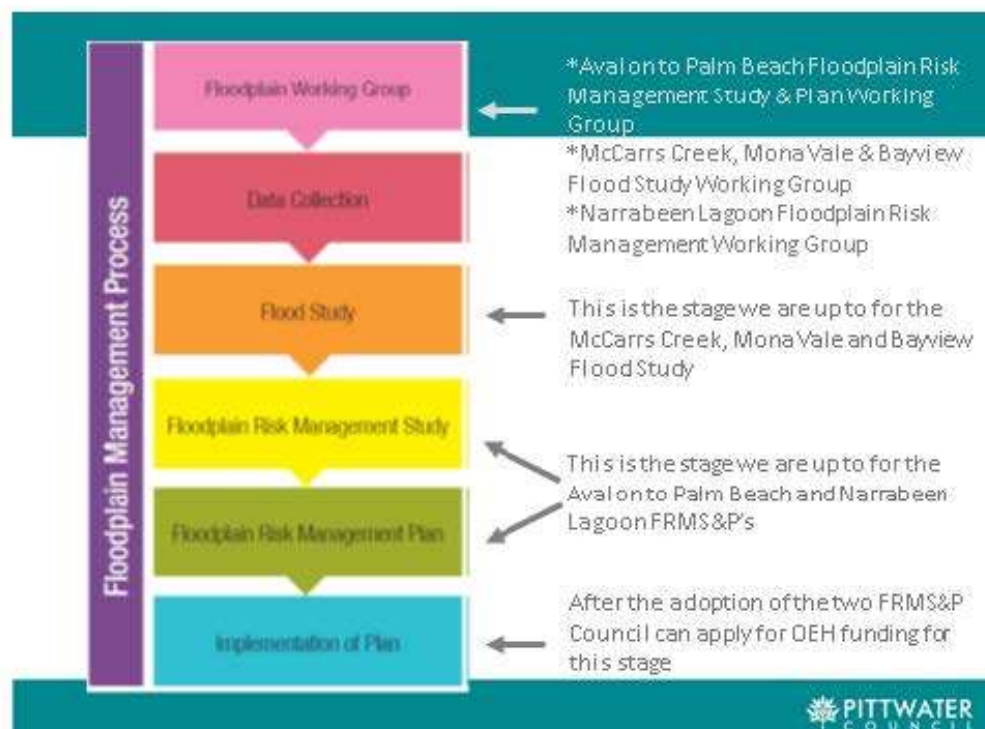 Floodplain Management Process
Floodplain Working Group
Data Collection
Flood Study
Floodplain Risk Management Study
Floodplain Risk Management Plan
Implementation of Plan
*Avalon to Palm Beach Floodplain Risk
Management Study & Plan Working
Group
*McCarrs Creek, Mona Vale & Bayview
Flood Study Working Group
*Narrabeen Lagoon Floodplain Risk
Management Working Group
This is the stage we are up to for the
McCarrs Creek, Mona Vale and Bayview
Flood Study
This is the stage we are up to for the
Avalon to Palm Beach and Narrabeen
Lagoon FRMS&P's
After the adoption of the two FRMS&P
Council can apply for OEH funding for
this stage
PITTWATER
COUNCIL